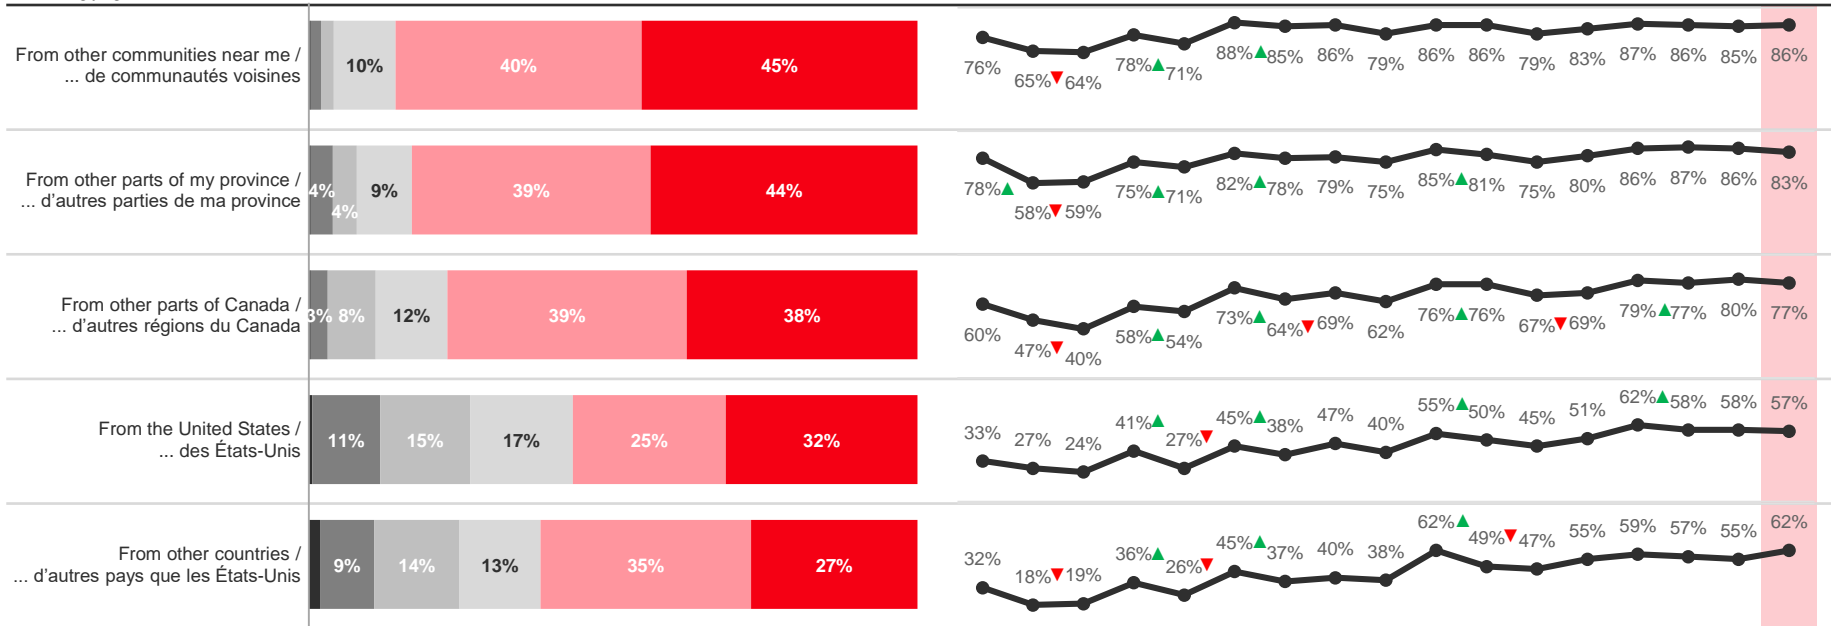 From other communities near me /
... de communautés voisines
10% 40% 45%
76% 65% 64% 78% 71% 88% 85% 86% 79% 86% 86% 79% 83% 87% 86% 85% 86%
From other parts of my province /
... d'autres parties de ma province
4% 4% 9% 39% 44%
78% 58% 59% 75% 71% 82% 78% 79% 75% 85% 81% 75% 80% 86% 87% 86% 83%
From other parts of Canada /
... d'autres régions du Canada
3% 8% 12% 39% 38%
60% 47% 40% 58% 54% 73% 64% 69% 62% 76% 76% 67% 69% 79% 77% 80% 77%
From the United States /
... des États-Unis
11% 15% 17% 25% 32%
33% 27% 24% 41% 27% 45% 38% 47% 40% 55% 50% 45% 51% 62% 58% 58% 57%
From other countries /
... d'autres pays que les États-Unis
9% 14% 13% 35% 27%
32% 18% 19% 36% 26% 45% 37% 40% 38% 62% 49% 47% 55% 59% 57% 55% 62%